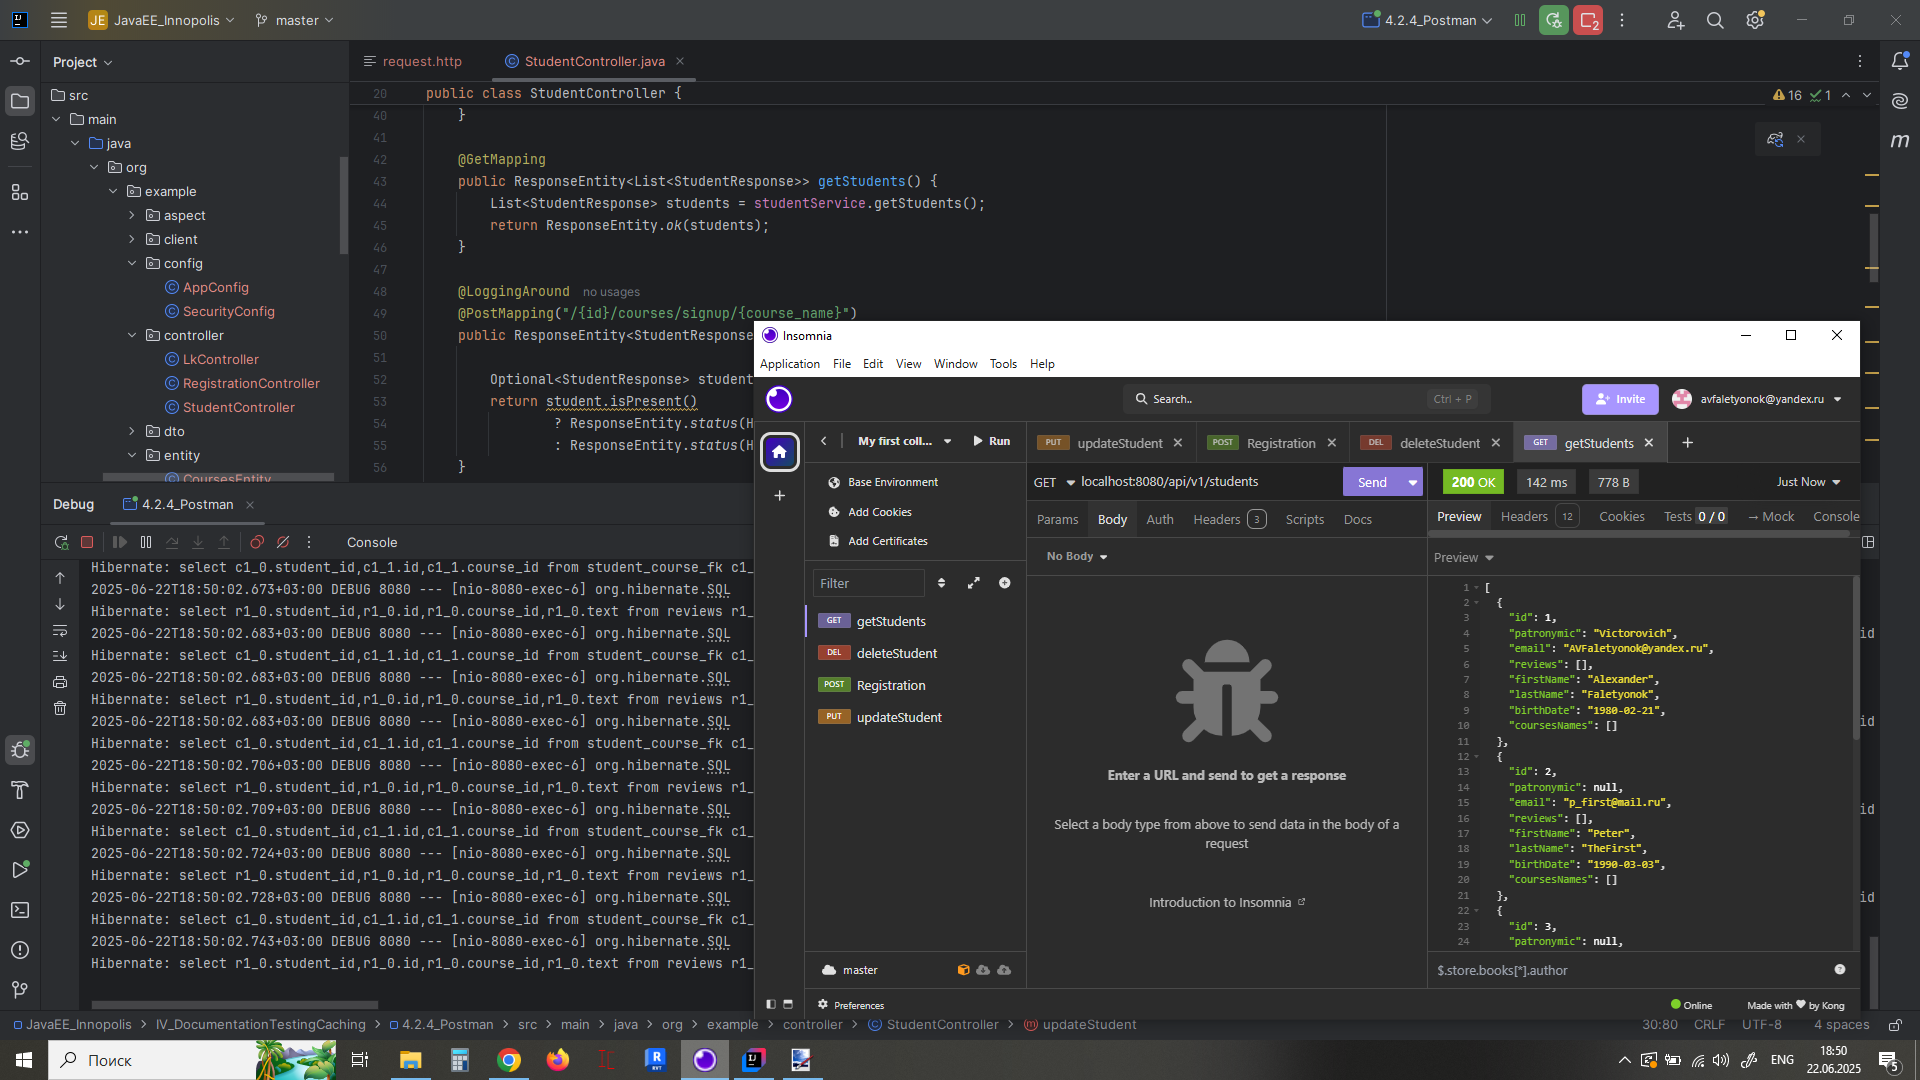 JE JavaEE_Innopolis
master
4.2.4_Postman
2
Project
src
main
java
org
example
aspect
client
config
AppConfig
SecurityConfig
controller
LkController
RegistrationController
StudentController
dto
entity
CoursesEntity
request.http
StudentController.java
16
1
20 public class StudentController {
40 }
41
42 @GetMapping
43 public ResponseEntity<List<StudentResponse>> getStudents() {
44 List<StudentResponse> students = studentService.getStudents();
45 return ResponseEntity.ok(students);
46 }
47
48 @LoggingAround no usages
49 @PostMapping("/{id}/courses/signup/{course_name}")
50 public ResponseEntity<StudentResponse
51
52 Optional<StudentResponse> student
53 return student.isPresent()
54 ? ResponseEntity.status(H
55 : ResponseEntity.status(H
56 }
Debug
4.2.4_Postman
Console
Hibernate: select c1_0.student_id,c1_1.id,c1_1.course_id from student_course_fk c1_
2025-06-22T18:50:02.673+03:00 DEBUG 8080 --- [nio-8080-exec-6] org.hibernate.SQL
Hibernate: select r1_0.student_id,r1_0.id,r1_0.course_id,r1_0.text from reviews r1_
2025-06-22T18:50:02.683+03:00 DEBUG 8080 --- [nio-8080-exec-6] org.hibernate.SQL
Hibernate: select c1_0.student_id,c1_1.id,c1_1.course_id from student_course_fk c1_
2025-06-22T18:50:02.683+03:00 DEBUG 8080 --- [nio-8080-exec-6] org.hibernate.SQL
Hibernate: select r1_0.student_id,r1_0.id,r1_0.course_id,r1_0.text from reviews r1_
2025-06-22T18:50:02.683+03:00 DEBUG 8080 --- [nio-8080-exec-6] org.hibernate.SQL
Hibernate: select c1_0.student_id,c1_1.id,c1_1.course_id from student_course_fk c1_
2025-06-22T18:50:02.706+03:00 DEBUG 8080 --- [nio-8080-exec-6] org.hibernate.SQL
Hibernate: select r1_0.student_id,r1_0.id,r1_0.course_id,r1_0.text from reviews r1_
2025-06-22T18:50:02.709+03:00 DEBUG 8080 --- [nio-8080-exec-6] org.hibernate.SQL
Hibernate: select c1_0.student_id,c1_1.id,c1_1.course_id from student_course_fk c1_
2025-06-22T18:50:02.724+03:00 DEBUG 8080 --- [nio-8080-exec-6] org.hibernate.SQL
Hibernate: select r1_0.student_id,r1_0.id,r1_0.course_id,r1_0.text from reviews r1_
2025-06-22T18:50:02.728+03:00 DEBUG 8080 --- [nio-8080-exec-6] org.hibernate.SQL
Hibernate: select c1_0.student_id,c1_1.id,c1_1.course_id from student_course_fk c1_
2025-06-22T18:50:02.743+03:00 DEBUG 8080 --- [nio-8080-exec-6] org.hibernate.SQL
Hibernate: select r1_0.student_id,r1_0.id,r1_0.course_id,r1_0.text from reviews r1_
id
id
id
id
Insomnia
Application File Edit View Window Tools Help
Search..
Ctrl + P
Invite
avfaletyonok@yandex.ru
My first coll...
Run
Base Environment
Add Cookies
Add Certificates
Filter
GET getStudents
DEL deleteStudent
POST Registration
PUT updateStudent
master
Preferences
PUT updateStudent
POST Registration
DEL deleteStudent
GET getStudents
GET localhost:8080/api/v1/students
Send
Params Body Auth Headers 3 Scripts Docs
No Body
Enter a URL and send to get a response
Select a body type from above to send data in the body of a
request
Introduction to Insomnia
200 OK
142 ms
778 B
Just Now
Preview Headers 12 Cookies Tests 0 / 0 → Mock Console
Preview
1 [
2 {
3 "id": 1,
4 "patronymic": "Victorovich",
5 "email": "AVFaletyonok@yandex.ru",
6 "reviews": [],
7 "firstName": "Alexander",
8 "lastName": "Faletyonok",
9 "birthDate": "1980-02-21",
10 "coursesNames": []
11 },
12 {
13 "id": 2,
14 "patronymic": null,
15 "email": "p_first@mail.ru",
16 "reviews": [],
17 "firstName": "Peter",
18 "lastName": "TheFirst",
19 "birthDate": "1990-03-03",
20 "coursesNames": []
21 },
22 {
23 "id": 3,
24 "patronymic": null,
$.store.books[*].author
Online
Made with ♥ by Kong
JavaEE_Innopolis > IV_DocumentationTestingCaching > 4.2.4_Postman > src > main > java > org > example > controller > StudentController > updateStudent
30:80 CRLF UTF-8 4 spaces
Поиск
ENG
18:50
22.06.2025
5